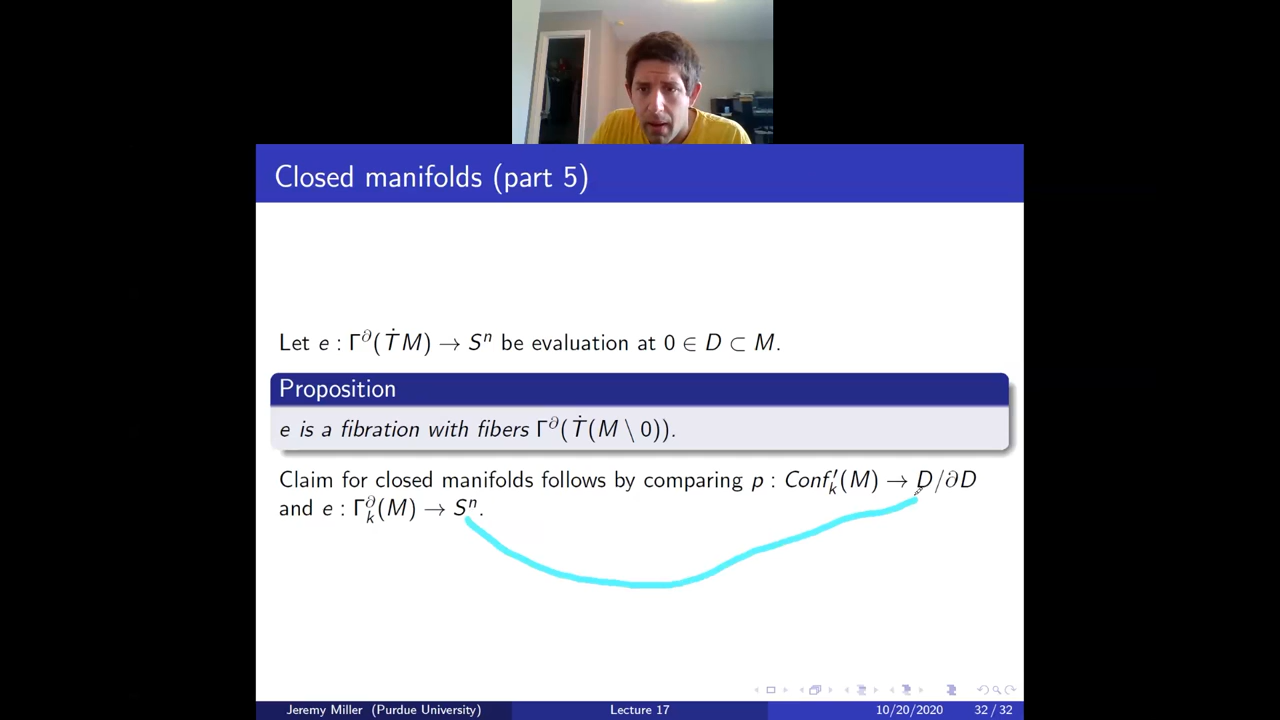 Closed manifolds (part 5)
Let e : Γ^∂(ṪM) → Sⁿ be evaluation at 0 ∈ D ⊂ M.
Proposition
e is a fibration with fibers Γ^∂(Ṫ(M \ 0)).
Claim for closed manifolds follows by comparing p : Conf′_k(M) → D/∂D
and e : Γ^∂_k(M) → Sⁿ.
Jeremy Miller (Purdue University) Lecture 17 10/20/2020 32 / 32